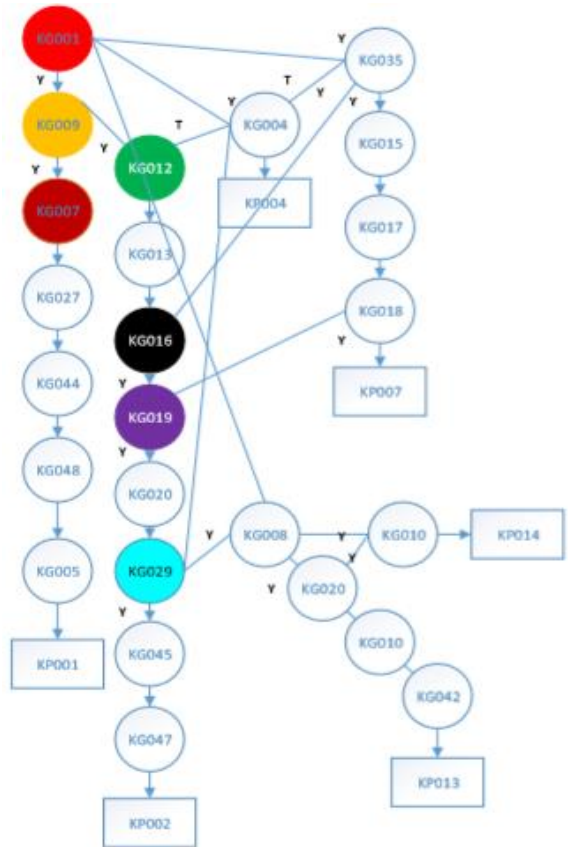 KG001
Y
KG035
Y
T
Y
Y
KG009
Y
T
KG004
Y
KG012
KG015
Y
KG007
KP004
KG017
KG013
KG027
KG018
KG016
Y
KG044
Y
KP007
KG019
Y
KG048
KG020
Y
KG008
Y
KG010
KP014
Y
KG005
KG029
Y
KG020
Y
KG010
KP001
KG045
KG042
KG047
KP013
KP002